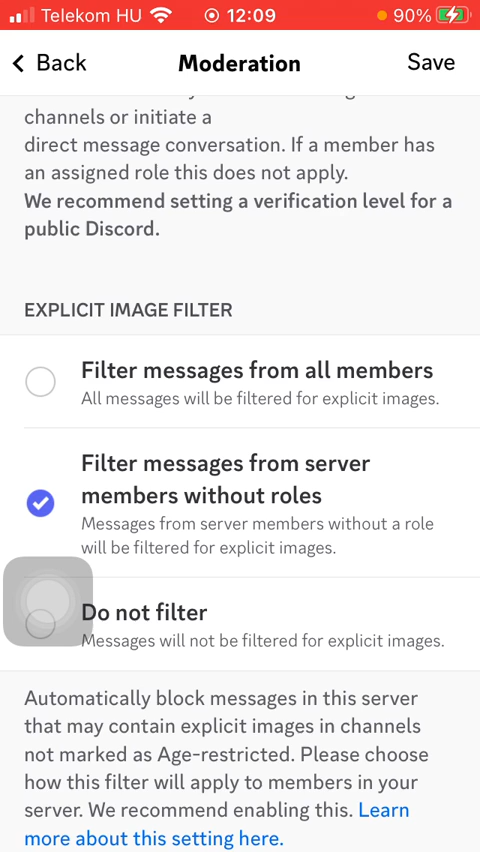 Telekom HU 12:09 90%
Back Moderation Save
channels or initiate a
direct message conversation. If a member has
an assigned role this does not apply.
We recommend setting a verification level for a
public Discord.
EXPLICIT IMAGE FILTER
Filter messages from all members
All messages will be filtered for explicit images.
Filter messages from server
members without roles
Messages from server members without a role
will be filtered for explicit images.
Do not filter
Messages will not be filtered for explicit images.
Automatically block messages in this server
that may contain explicit images in channels
not marked as Age-restricted. Please choose
how this filter will apply to members in your
server. We recommend enabling this. Learn
more about this setting here.